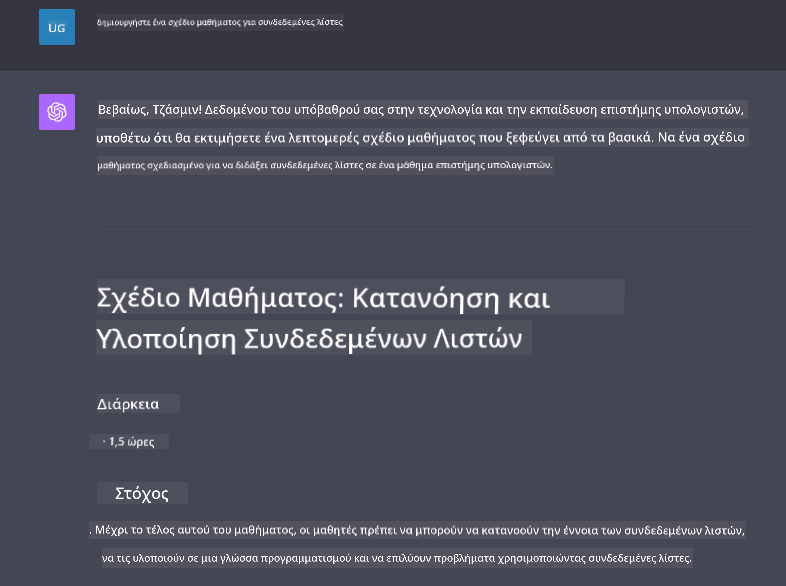 UG
δημιουργήστε ένα σχέδιο μαθήματος για συνδεδεμένες λίστες
Βεβαίως, Τζάσμιν! Δεδομένου του υπόβαθρού σας στην τεχνολογία και την εκπαίδευση επιστήμης υπολογιστών,
υποθέτω ότι θα εκτιμήσετε ένα λεπτομερές σχέδιο μαθήματος που ξεφεύγει από τα βασικά. Να ένα σχέδιο
μαθήματος σχεδιασμένο για να διδάξει συνδεδεμένες λίστες σε ένα μάθημα επιστήμης υπολογιστών.
Σχέδιο Μαθήματος: Κατανόηση και
Υλοποίηση Συνδεδεμένων Λιστών
Διάρκεια
· 1,5 ώρες
Στόχος
. Μέχρι το τέλος αυτού του μαθήματος, οι μαθητές πρέπει να μπορούν να κατανοούν την έννοια των συνδεδεμένων λιστών,
να τις υλοποιούν σε μια γλώσσα προγραμματισμού και να επιλύουν προβλήματα χρησιμοποιώντας συνδεδεμένες λίστες.